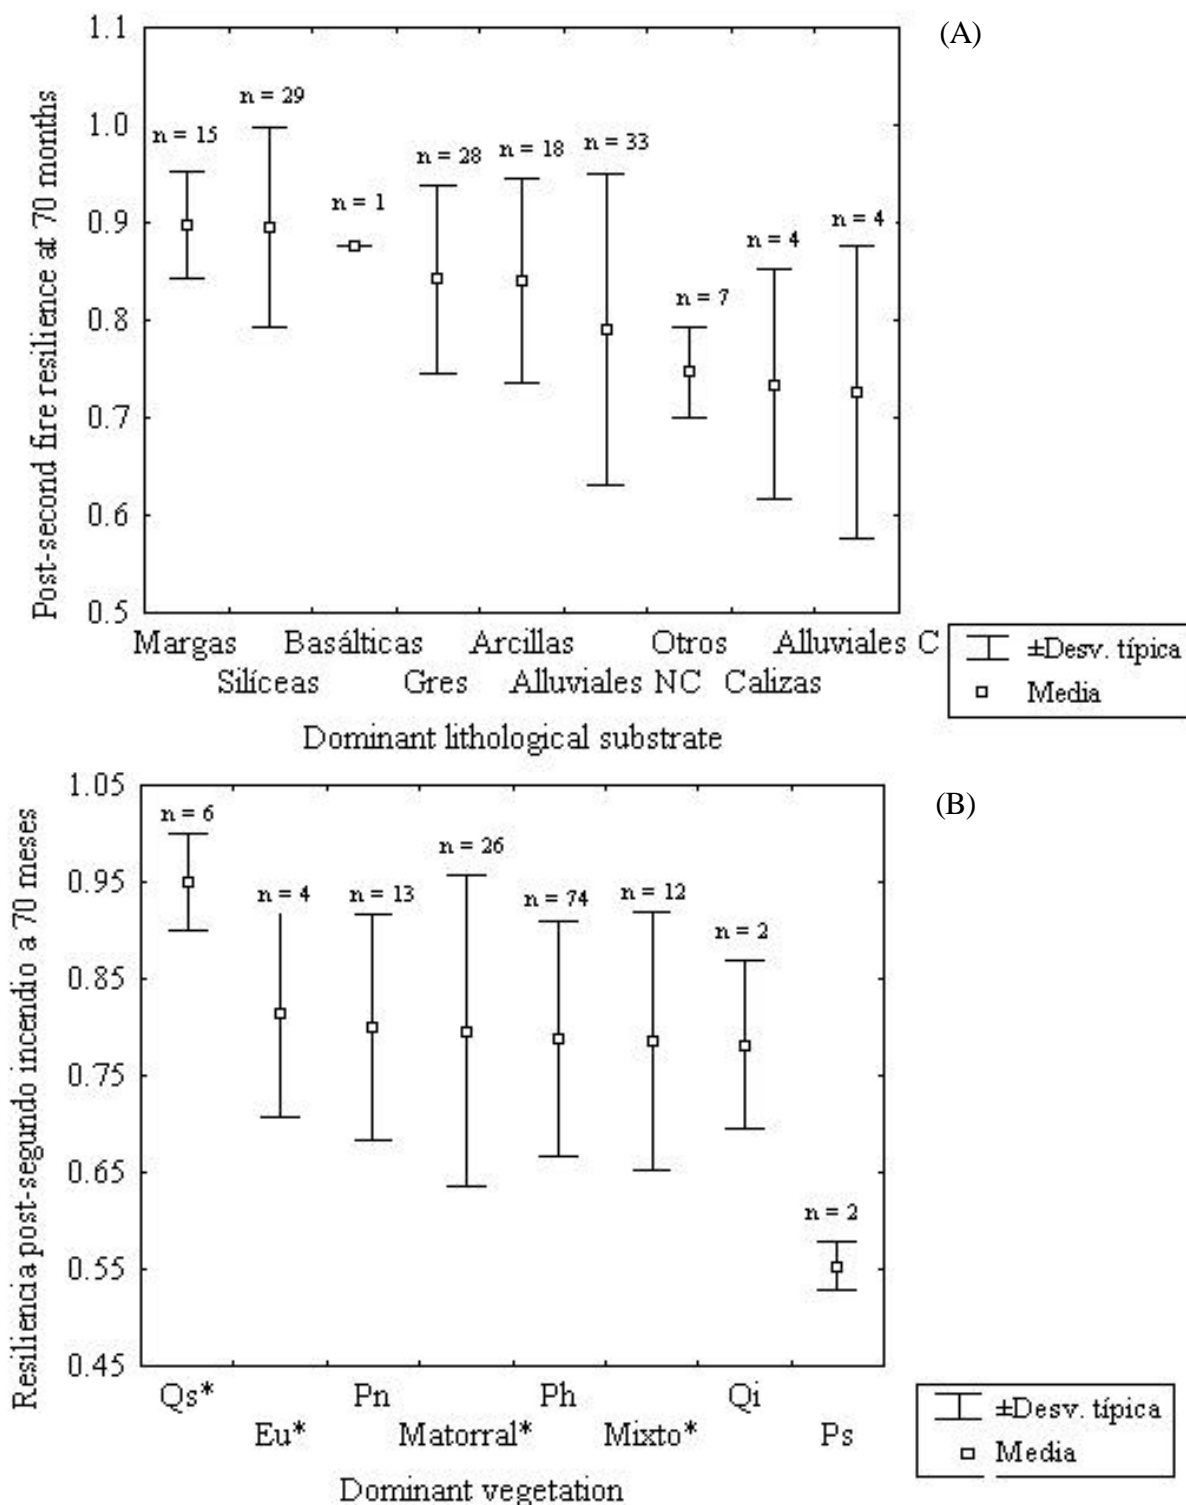 (A)
Post-second fire resilience at 70 months
1.1
1.0
0.9
0.8
0.7
0.6
0.5
n = 15
n = 29
n = 1
n = 28
n = 18
n = 33
n = 7
n = 4
n = 4
Margas
Silíceas
Basálticas
Gres
Arcillas
Alluviales NC
Otros
Calizas
Alluviales C
Dominant lithological substrate
±Desv. típica
Media
(B)
Resiliencia post-segundo incendio a 70 meses
1.05
0.95
0.85
0.75
0.65
0.55
0.45
n = 6
n = 4
n = 13
n = 26
n = 74
n = 12
n = 2
n = 2
Qs*
Eu*
Pn
Matorral*
Ph
Mixto*
Qi
Ps
Dominant vegetation
±Desv. típica
Media